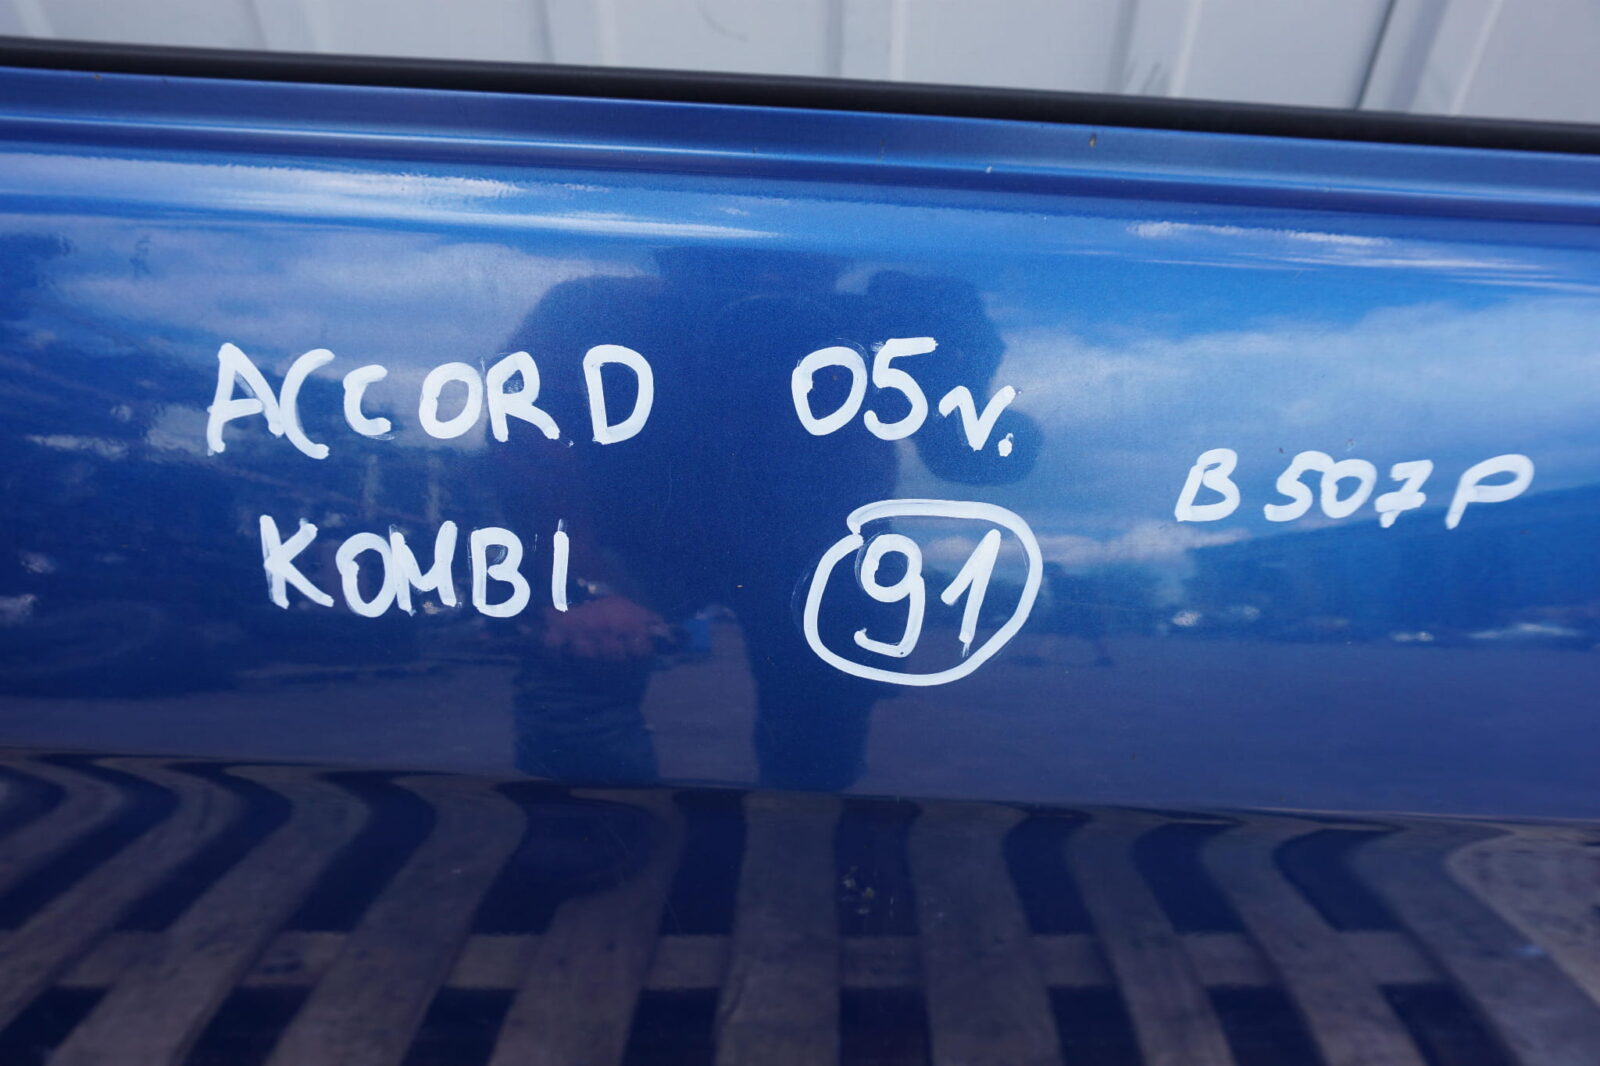 ACCORD 05r.
B507P
KOMBI 91